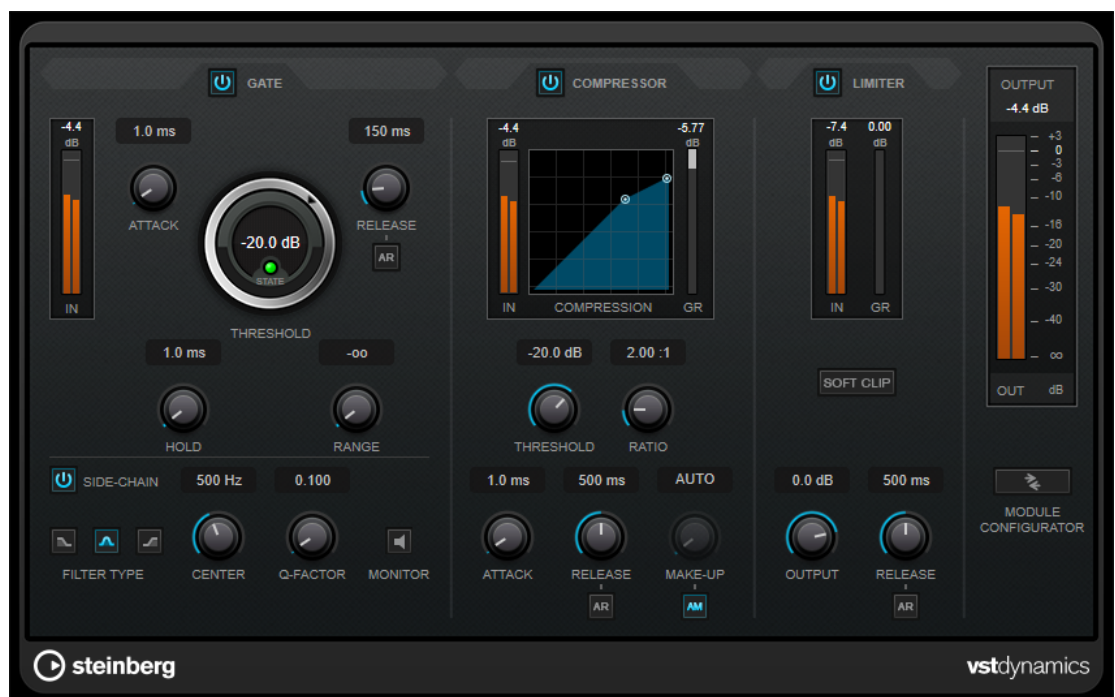 GATE
-4.4
dB
1.0 ms
150 ms
ATTACK
RELEASE
AR
-20.0 dB
STATE
IN
THRESHOLD
1.0 ms
-oo
HOLD
RANGE
SIDE-CHAIN
500 Hz
0.100
FILTER TYPE
CENTER
Q-FACTOR
MONITOR
COMPRESSOR
-4.4
dB
-5.77
dB
IN
COMPRESSION
GR
-20.0 dB
2.00 :1
THRESHOLD
RATIO
1.0 ms
500 ms
AUTO
ATTACK
RELEASE
MAKE-UP
AR
AM
LIMITER
-7.4
0.00
dB
dB
IN
GR
SOFT CLIP
0.0 dB
500 ms
OUTPUT
RELEASE
AR
OUTPUT
-4.4 dB
+3
0
-3
-6
-10
-16
-20
-24
-30
-40
oo
OUT
dB
MODULE
CONFIGURATOR
steinberg
vstdynamics